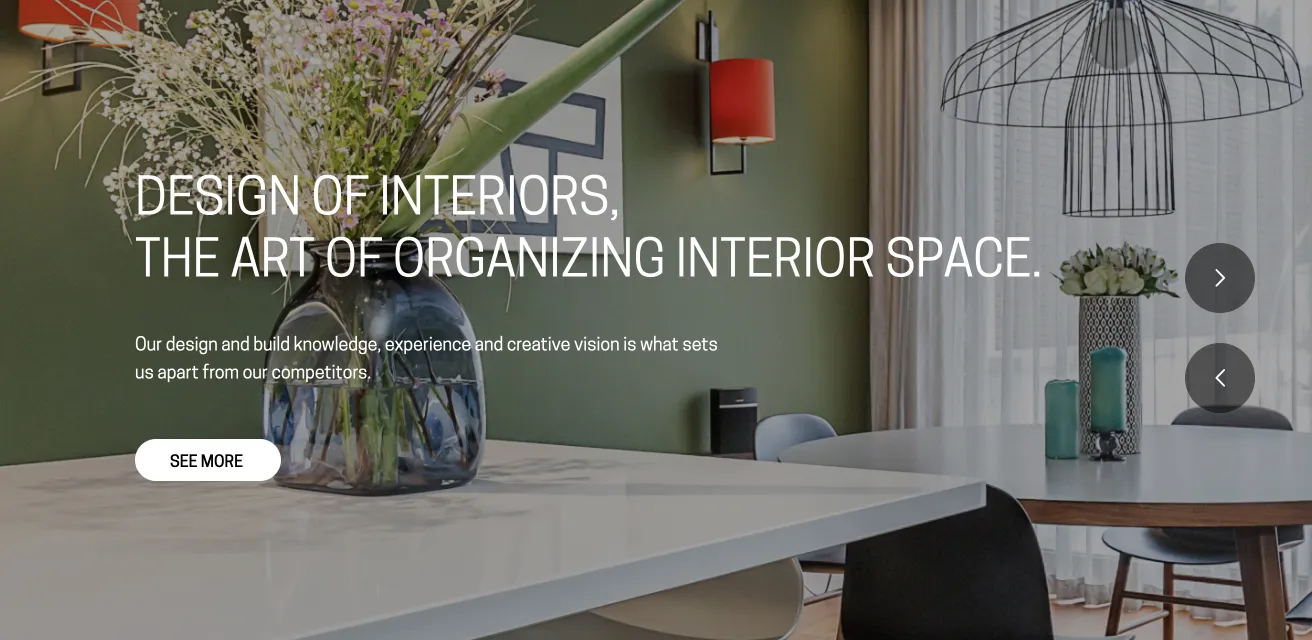 DESIGN OF INTERIORS,
THE ART OF ORGANIZING INTERIOR SPACE.
Our design and build knowledge, experience and creative vision is what sets
us apart from our competitors.
SEE MORE